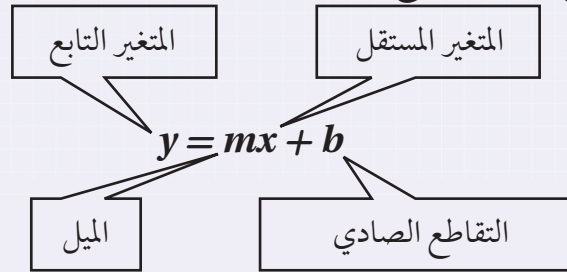 المتغير المستقل
المتغير التابع
y = mx + b
التقاطع الصادي
الميل